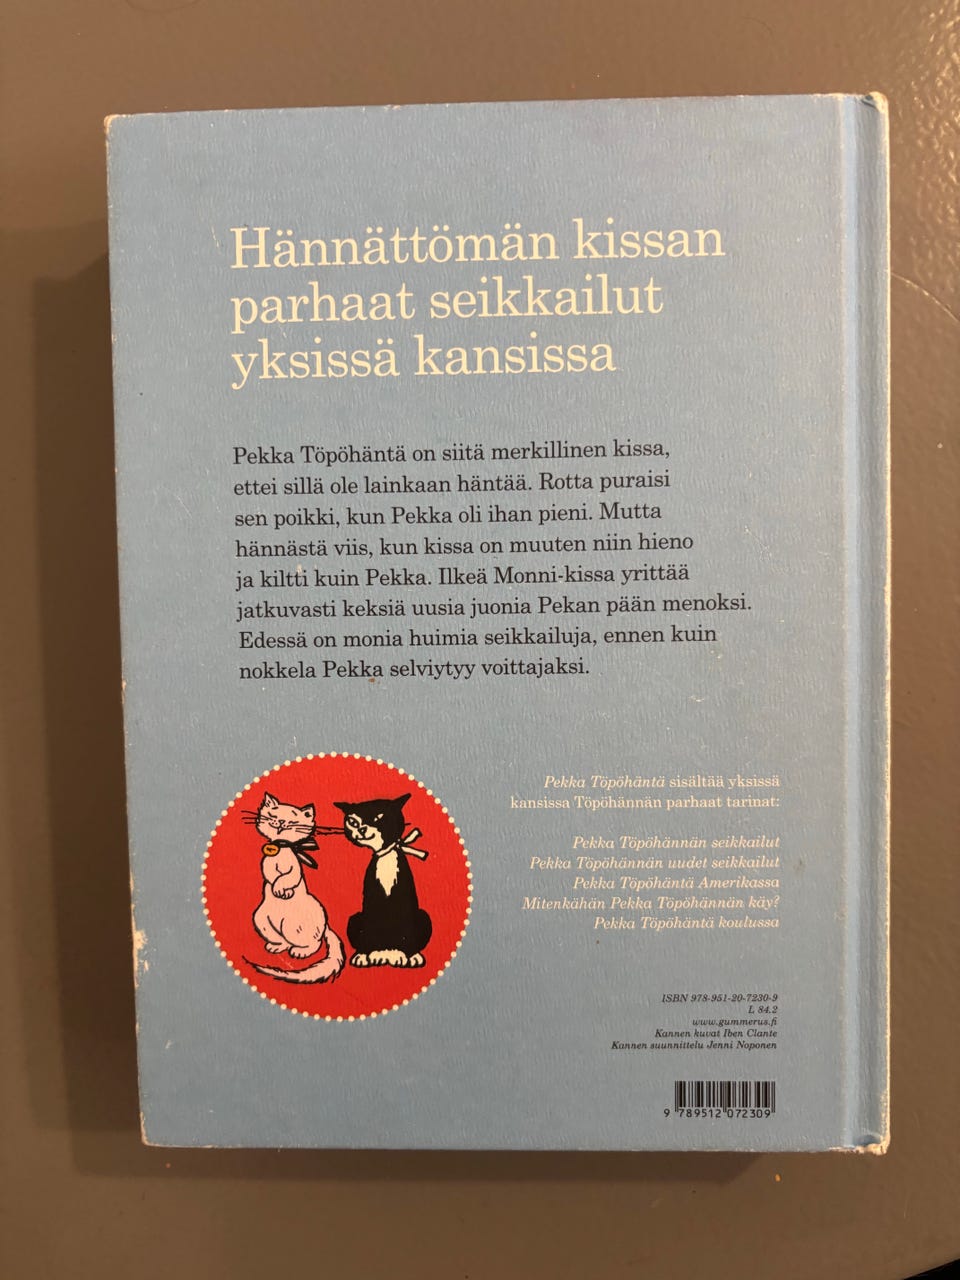 Hännättömän kissan
parhaat seikkailut
yksissä kansissa
Pekka Töpöhäntä on siitä merkillinen kissa,
ettei sillä ole lainkaan häntää. Rotta puraisi
sen poikki, kun Pekka oli ihan pieni. Mutta
hännästä viis, kun kissa on muuten niin hieno
ja kiltti kuin Pekka. Ilkeä Monni-kissa yrittää
jatkuvasti keksiä uusia juonia Pekan pään menoksi.
Edessä on monia huimia seikkailuja, ennen kuin
nokkela Pekka selviytyy voittajaksi.
Pekka Töpöhäntä sisältää yksissä
kansissa Töpöhännän parhaat tarinat:
Pekka Töpöhännän seikkailut
Pekka Töpöhännän uudet seikkailut
Pekka Töpöhäntä Amerikassa
Mitenkähän Pekka Töpöhännän käy?
Pekka Töpöhäntä koulussa
ISBN 978-951-20-7230-9
L 84.2
www.gummerus.fi
Kannen kuvat Iben Clante
Kannen suunnittelu Jenni Noponen
9 789512 072309